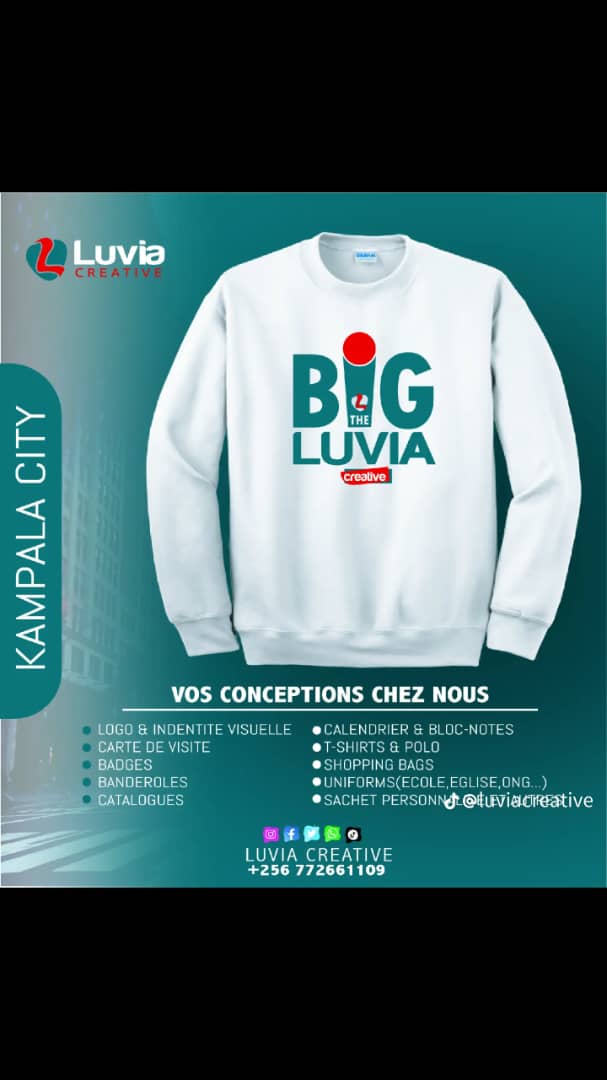 Luvia
CREATIVE
KAMPALA CITY
BIG
THE
LUVIA
creative
VOS CONCEPTIONS CHEZ NOUS
LOGO & INDENTITE VISUELLE
CARTE DE VISITE
BADGES
BANDEROLES
CATALOGUES
CALENDRIER & BLOC-NOTES
T-SHIRTS & POLO
SHOPPING BAGS
UNIFORMS(ECOLE,EGLISE,ONG...)
SACHET ET AUTRES
@luviacreative
LUVIA CREATIVE
+256 772661109